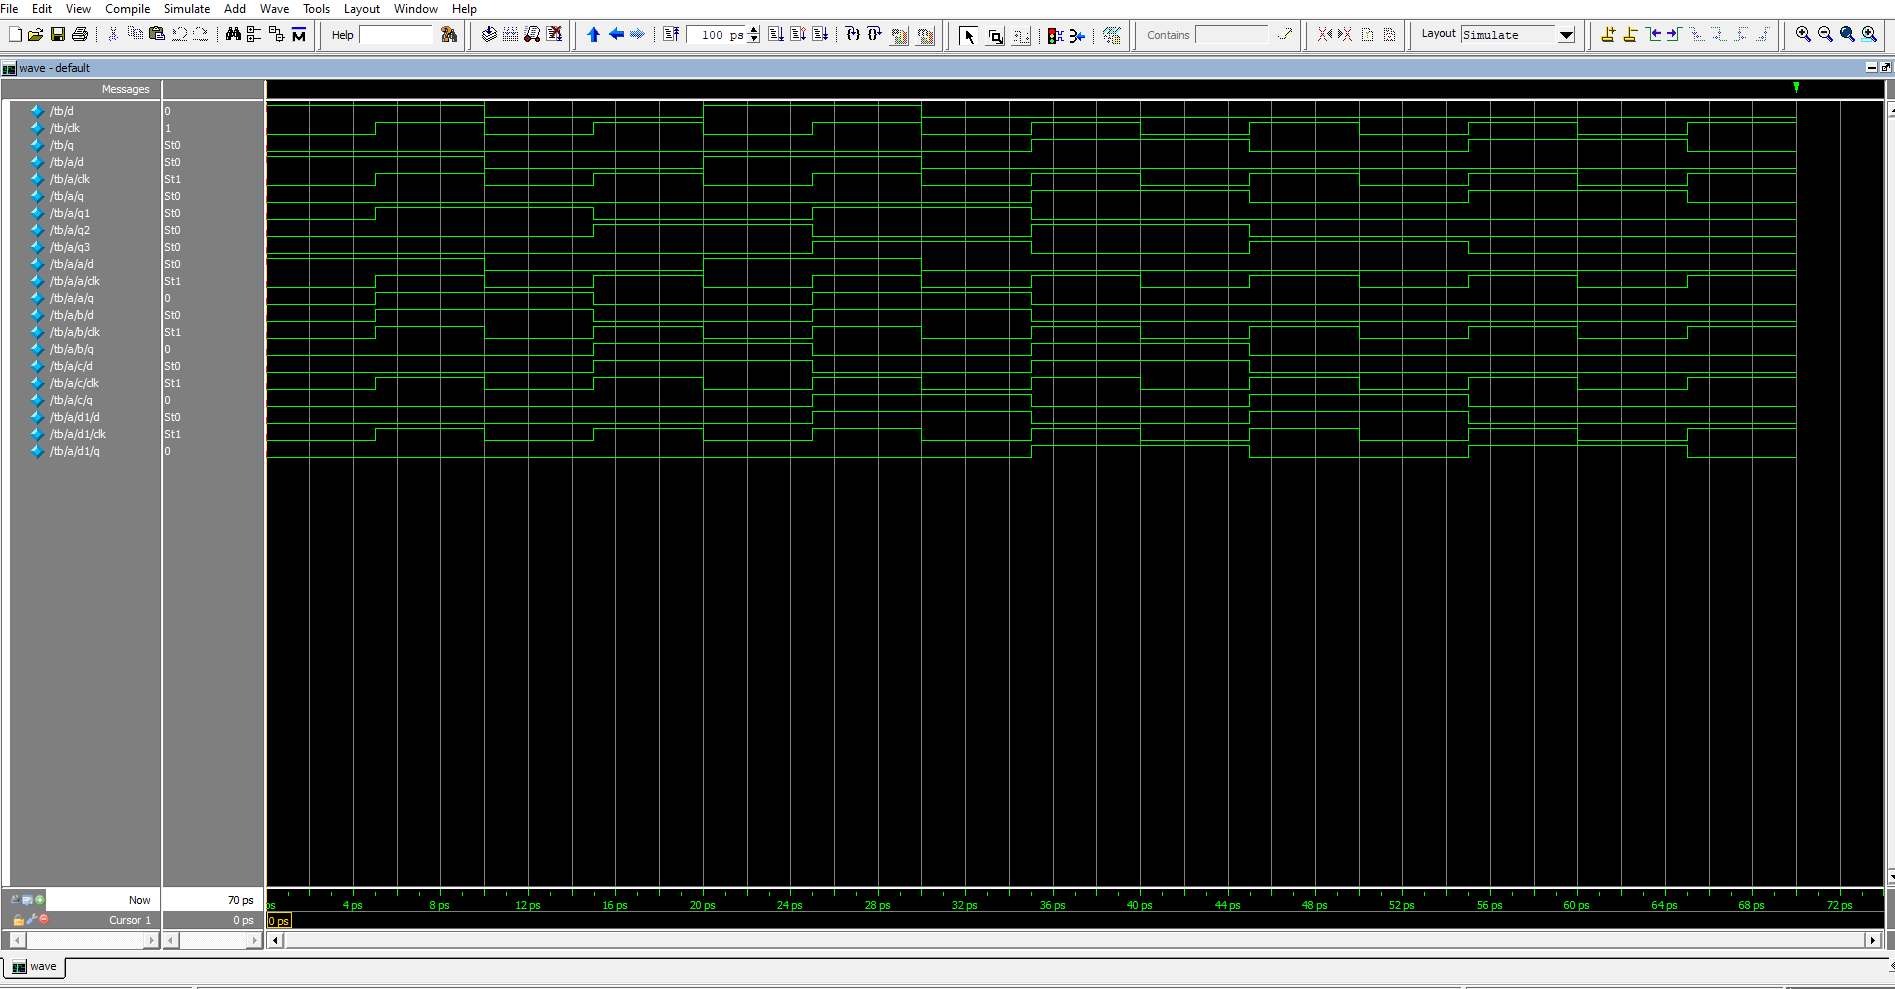 File Edit View Compile Simulate Add Wave Tools Layout Window Help
Help 100 ps Contains Layout Simulate
wave - default
Messages
/tb/d 0
/tb/clk 1
/tb/q St0
/tb/a/d St0
/tb/a/clk St1
/tb/a/q St0
/tb/a/q1 St0
/tb/a/q2 St0
/tb/a/q3 St0
/tb/a/a/d St0
/tb/a/a/clk St1
/tb/a/a/q 0
/tb/a/b/d St0
/tb/a/b/clk St1
/tb/a/b/q 0
/tb/a/c/d St0
/tb/a/c/clk St1
/tb/a/c/q 0
/tb/a/d1/d St0
/tb/a/d1/clk St1
/tb/a/d1/q 0
Now 70 ps ps 4 ps 8 ps 12 ps 16 ps 20 ps 24 ps 28 ps 32 ps 36 ps 40 ps 44 ps 48 ps 52 ps 56 ps 60 ps 64 ps 68 ps 72 ps
Cursor 1 0 ps 0 ps
wave